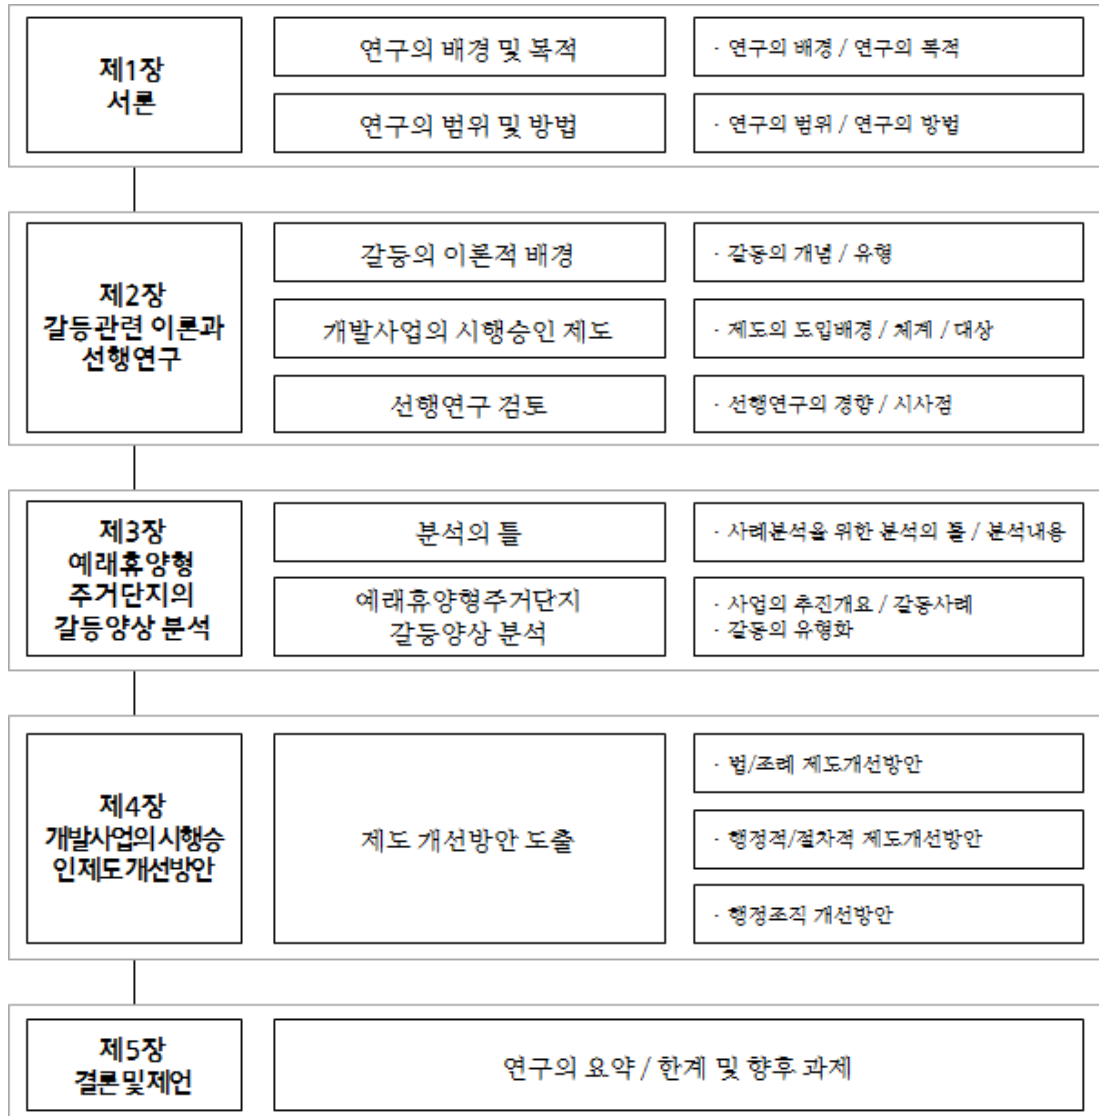 제1장
서론
연구의 배경 및 목적
· 연구의 배경 / 연구의 목적
연구의 범위 및 방법
· 연구의 범위 / 연구의 방법
제2장
갈등관련 이론과
선행연구
갈등의 이론적 배경
· 갈등의 개념 / 유형
개발사업의 시행승인 제도
· 제도의 도입배경 / 체계 / 대상
선행연구 검토
· 선행연구의 경향 / 시사점
제3장
예래휴양형
주거단지의
갈등양상 분석
분석의 틀
· 사례분석을 위한 분석의 틀 / 분석내용
예래휴양형주거단지
갈등양상 분석
· 사업의 추진개요 / 갈등사례
· 갈등의 유형화
제4장
개발사업의 시행승
인 제도 개선방안
제도 개선방안 도출
· 법/조례 제도개선방안
· 행정적/절차적 제도개선방안
· 행정조직 개선방안
제5장
결론 및 제언
연구의 요약 / 한계 및 향후 과제